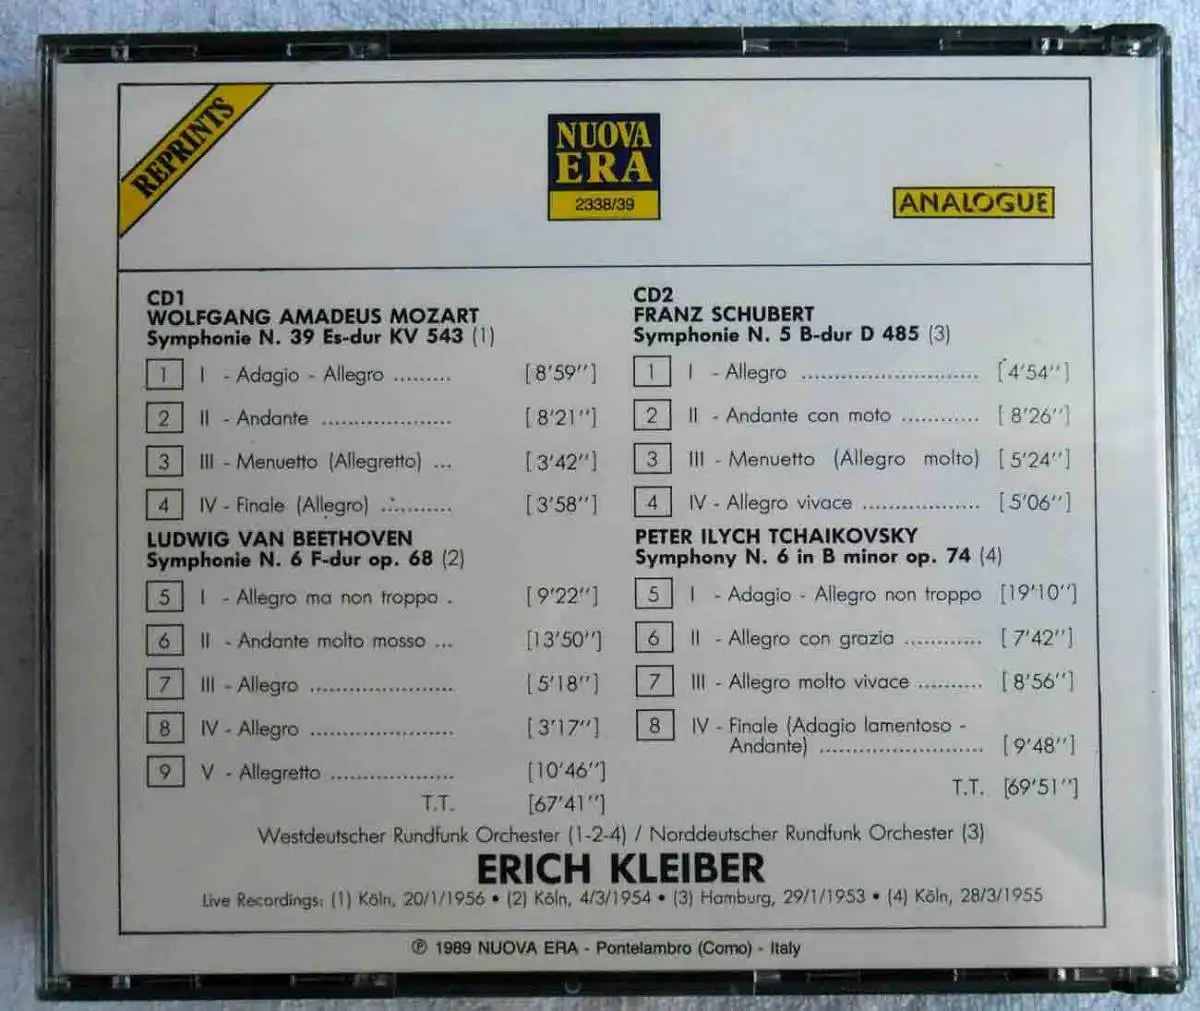 REPRINTS
NUOVA
ERA
2338/39
ANALOGUE
CD1
WOLFGANG AMADEUS MOZART
Symphonie N. 39 Es-dur KV 543 (1)
1 I - Adagio - Allegro ......... [8'59"]
2 II - Andante .................... [8'21"]
3 III - Menuetto (Allegretto) ... [3'42"]
4 IV - Finale (Allegro) ........... [3'58"]
LUDWIG VAN BEETHOVEN
Symphonie N. 6 F-dur op. 68 (2)
5 I - Allegro ma non troppo . [9'22"]
6 II - Andante molto mosso ... [13'50"]
7 III - Allegro ...................... [5'18"]
8 IV - Allegro ...................... [3'17"]
9 V - Allegretto ................... [10'46"]
T.T. [67'41"]
CD2
FRANZ SCHUBERT
Symphonie N. 5 B-dur D 485 (3)
1 I - Allegro ........................... [4'54"]
2 II - Andante con moto ............ [8'26"]
3 III - Menuetto (Allegro molto) [5'24"]
4 IV - Allegro vivace .................. [5'06"]
PETER ILYCH TCHAIKOVSKY
Symphony N. 6 in B minor op. 74 (4)
5 I - Adagio - Allegro non troppo [19'10"]
6 II - Allegro con grazia ............ [7'42"]
7 III - Allegro molto vivace .......... [8'56"]
8 IV - Finale (Adagio lamentoso -
Andante) ......................... [9'48"]
T.T. [69'51"]
Westdeutscher Rundfunk Orchester (1-2-4) / Norddeutscher Rundfunk Orchester (3)
ERICH KLEIBER
Live Recordings: (1) Köln, 20/1/1956 • (2) Köln, 4/3/1954 • (3) Hamburg, 29/1/1953 • (4) Köln, 28/3/1955
℗ 1989 NUOVA ERA - Pontelambro (Como) - Italy